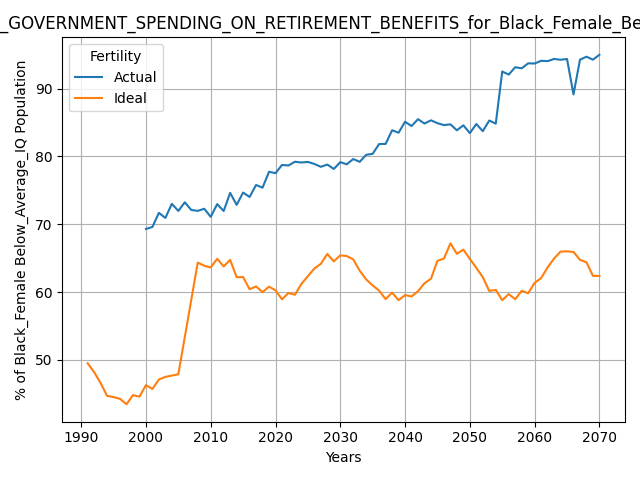 _GOVERNMENT_SPENDING_ON_RETIREMENT_BENEFITS_for_Black_Female_Be
Fertility
Actual
Ideal
% of Black_Female Below_Average_IQ Population
90
80
70
60
50
1990 2000 2010 2020 2030 2040 2050 2060 2070
Years